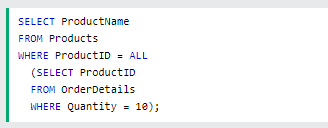 SELECT ProductName
FROM Products
WHERE ProductID = ALL
  (SELECT ProductID
  FROM OrderDetails
  WHERE Quantity = 10);